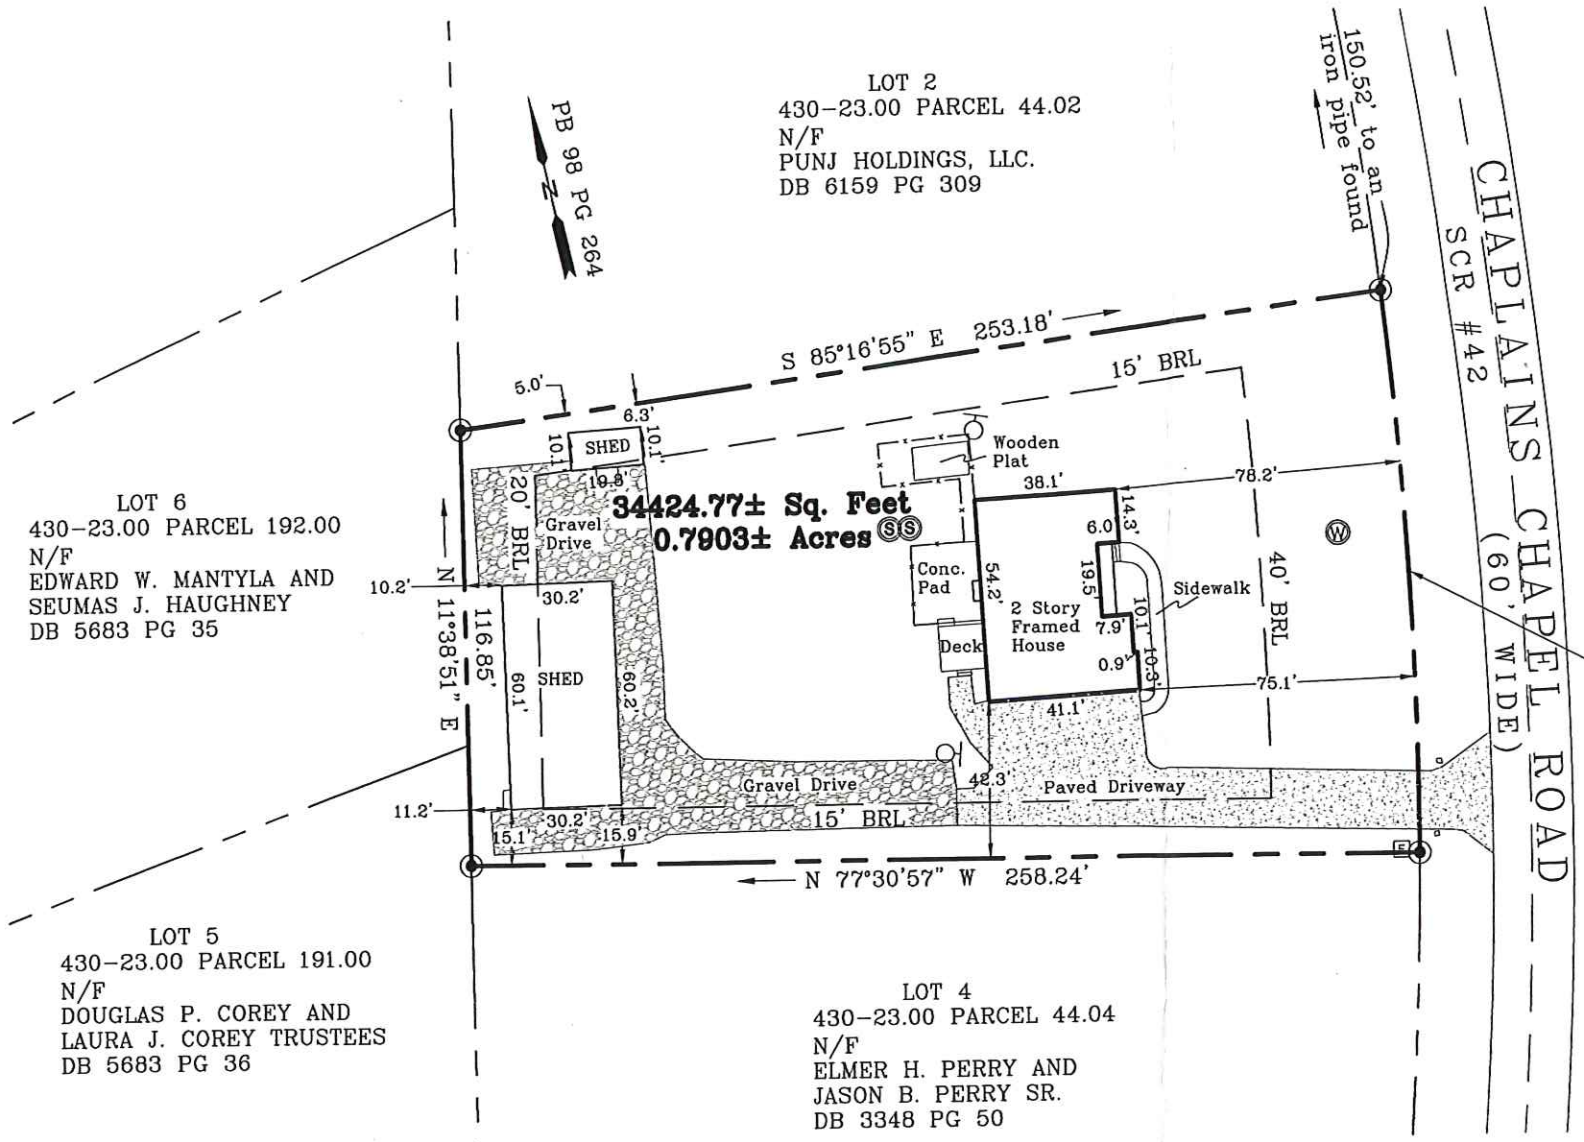 LOT 2
430-23.00 PARCEL 44.02
N/F
PUNJ HOLDINGS, LLC.
DB 6159 PG 309
150.52' to an
iron pipe found
PB 98 PG 264
N
CHAPLAINS CHAPEL ROAD
SCR #42
(60' WIDE)
S 85°16'55" E 253.18'
15' BRL
5.0'
6.3'
10.1'
SHED
10.1'
19.8'
20' BRL
Gravel
Drive
34424.77± Sq. Feet
0.7903± Acres
S S
Wooden
Plat
38.1'
78.2'
14.3'
6.0'
W
LOT 6
430-23.00 PARCEL 192.00
N/F
EDWARD W. MANTYLA AND
SEUMAS J. HAUGHNEY
DB 5683 PG 35
10.2'
N 11°38'51" E
116.85'
30.2'
SHED
60.1'
60.2'
Conc.
Pad
54.2'
19.5'
2 Story
Framed
House
7.9'
10.1'
Sidewalk
40' BRL
Deck
0.9'
10.3'
75.1'
41.1'
42.3'
Gravel Drive
Paved Driveway
11.2'
30.2'
15' BRL
15.1'
15.9'
E
N 77°30'57" W 258.24'
LOT 5
430-23.00 PARCEL 191.00
N/F
DOUGLAS P. COREY AND
LAURA J. COREY TRUSTEES
DB 5683 PG 36
LOT 4
430-23.00 PARCEL 44.04
N/F
ELMER H. PERRY AND
JASON B. PERRY SR.
DB 3348 PG 50